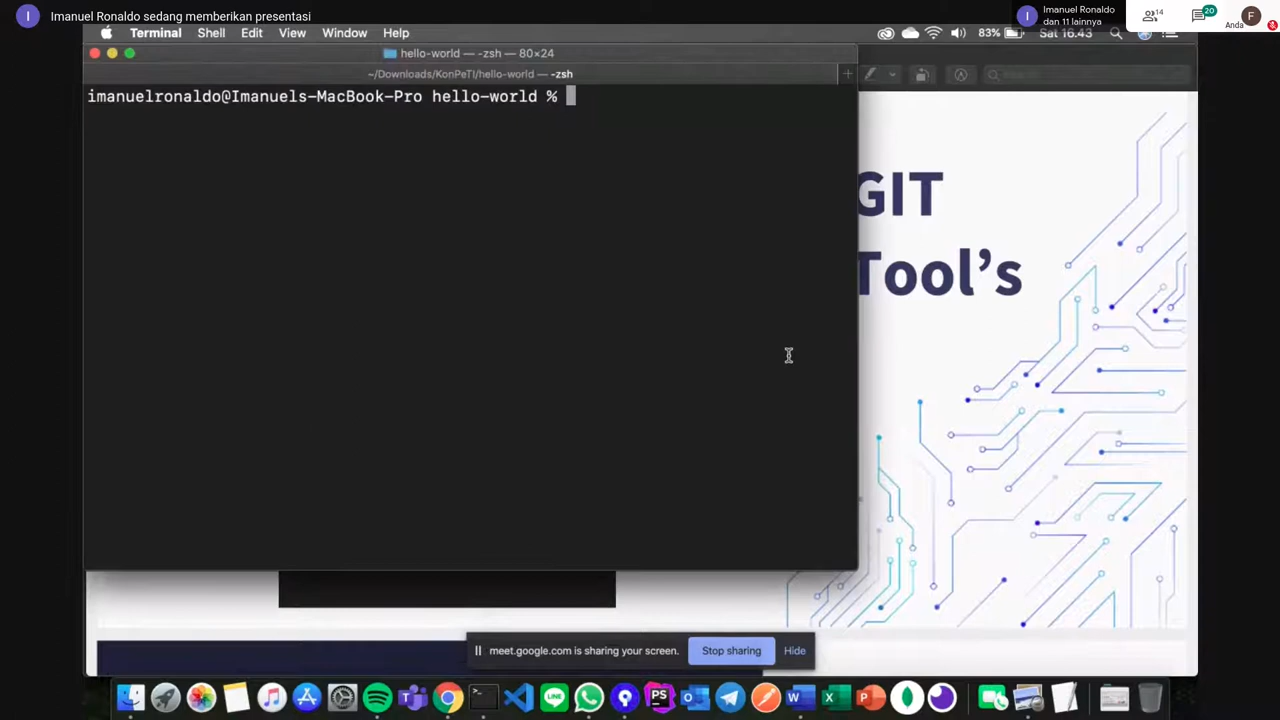 I Imanuel Ronaldo sedang memberikan presentasi
I Imanuel Ronaldo
dan 11 lainnya
14
20
F
Anda
Terminal Shell Edit View Window Help
83% Sat 16.43
hello-world — -zsh — 80×24
~/Downloads/KonPeTI/hello-world — -zsh
imanuelronaldo@Imanuels-MacBook-Pro hello-world %
GIT
Tool’s
meet.google.com is sharing your screen.
Stop sharing
Hide
LINE
PS